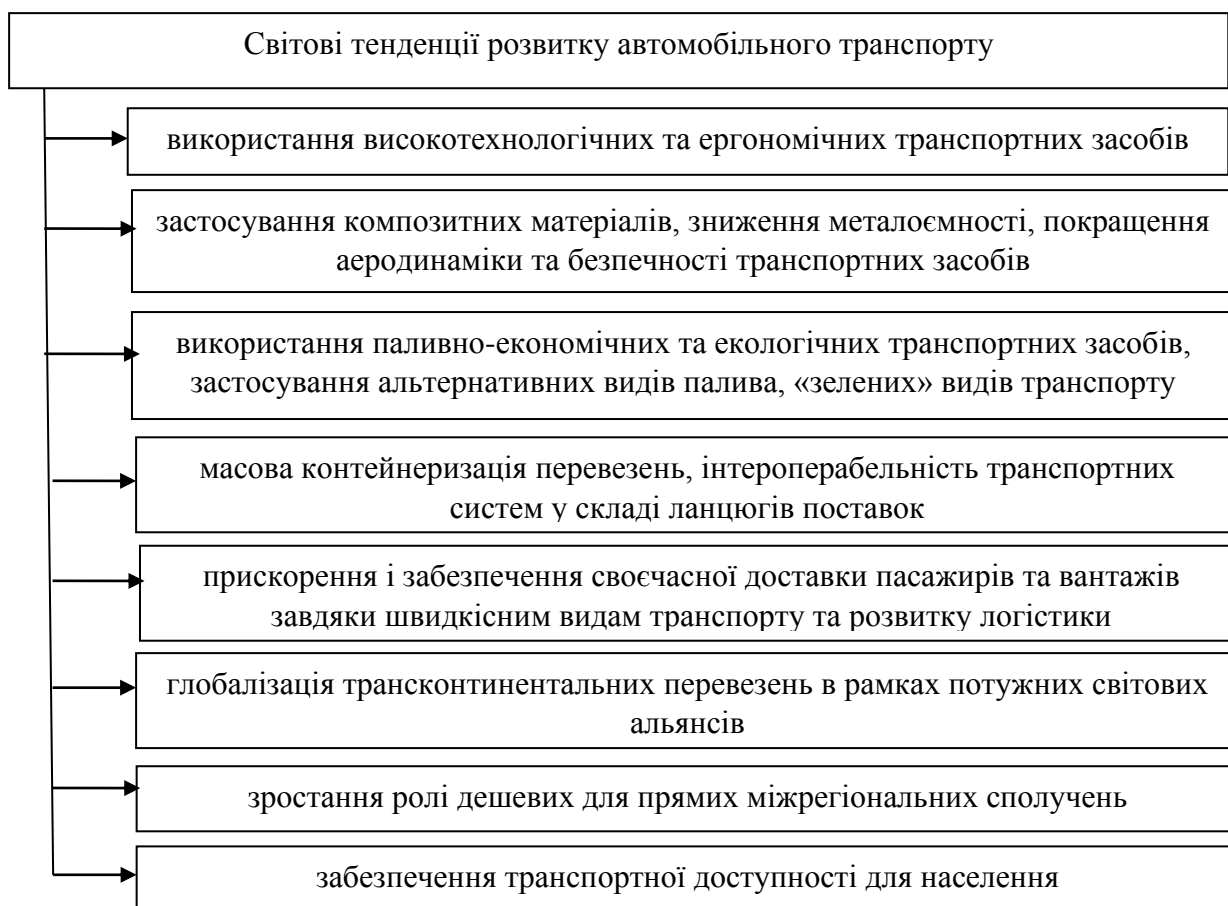 Світові тенденції розвитку автомобільного транспорту
використання високотехнологічних та ергономічних транспортних засобів
застосування композитних матеріалів, зниження металоємності, покращення
аеродинаміки та безпечності транспортних засобів
використання паливно-економічних та екологічних транспортних засобів,
застосування альтернативних видів палива, «зелених» видів транспорту
масова контейнеризація перевезень, інтероперабельність транспортних
систем у складі ланцюгів поставок
прискорення і забезпечення своєчасної доставки пасажирів та вантажів
завдяки швидкісним видам транспорту та розвитку логістики
глобалізація трансконтинентальних перевезень в рамках потужних світових
альянсів
зростання ролі дешевих для прямих міжрегіональних сполучень
забезпечення транспортної доступності для населення